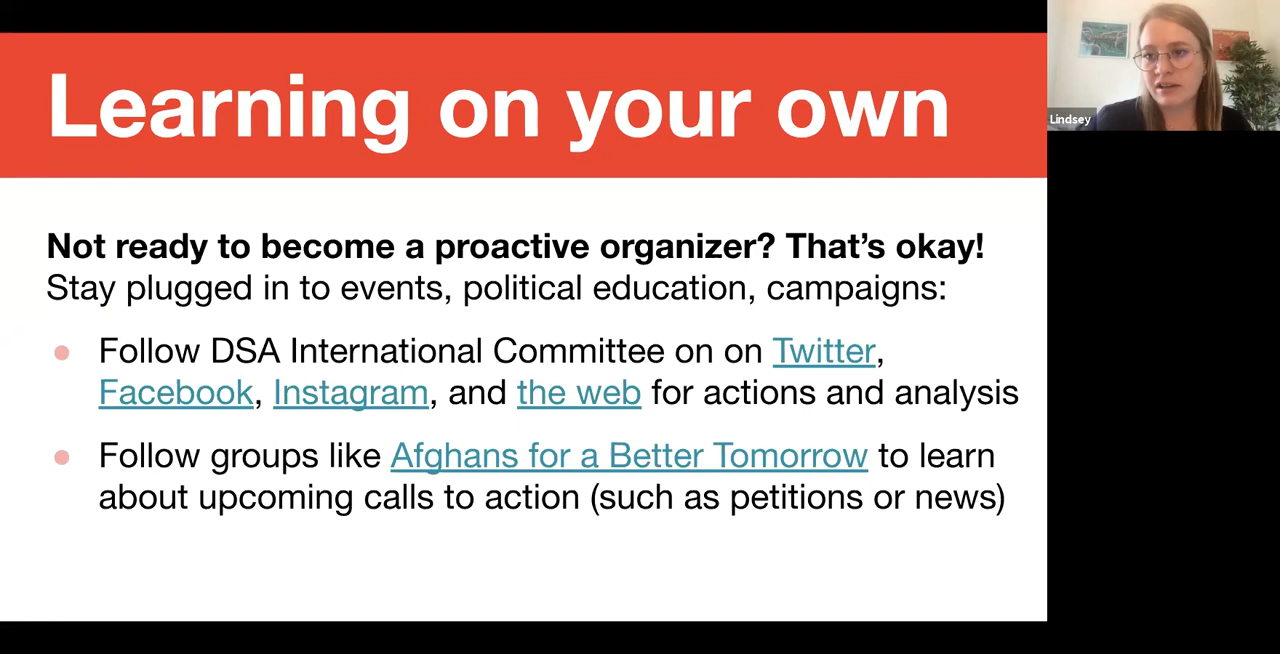 Learning on your own
Lindsey
Not ready to become a proactive organizer? That’s okay!
Stay plugged in to events, political education, campaigns:
Follow DSA International Committee on on Twitter,
Facebook, Instagram, and the web for actions and analysis
Follow groups like Afghans for a Better Tomorrow to learn
about upcoming calls to action (such as petitions or news)